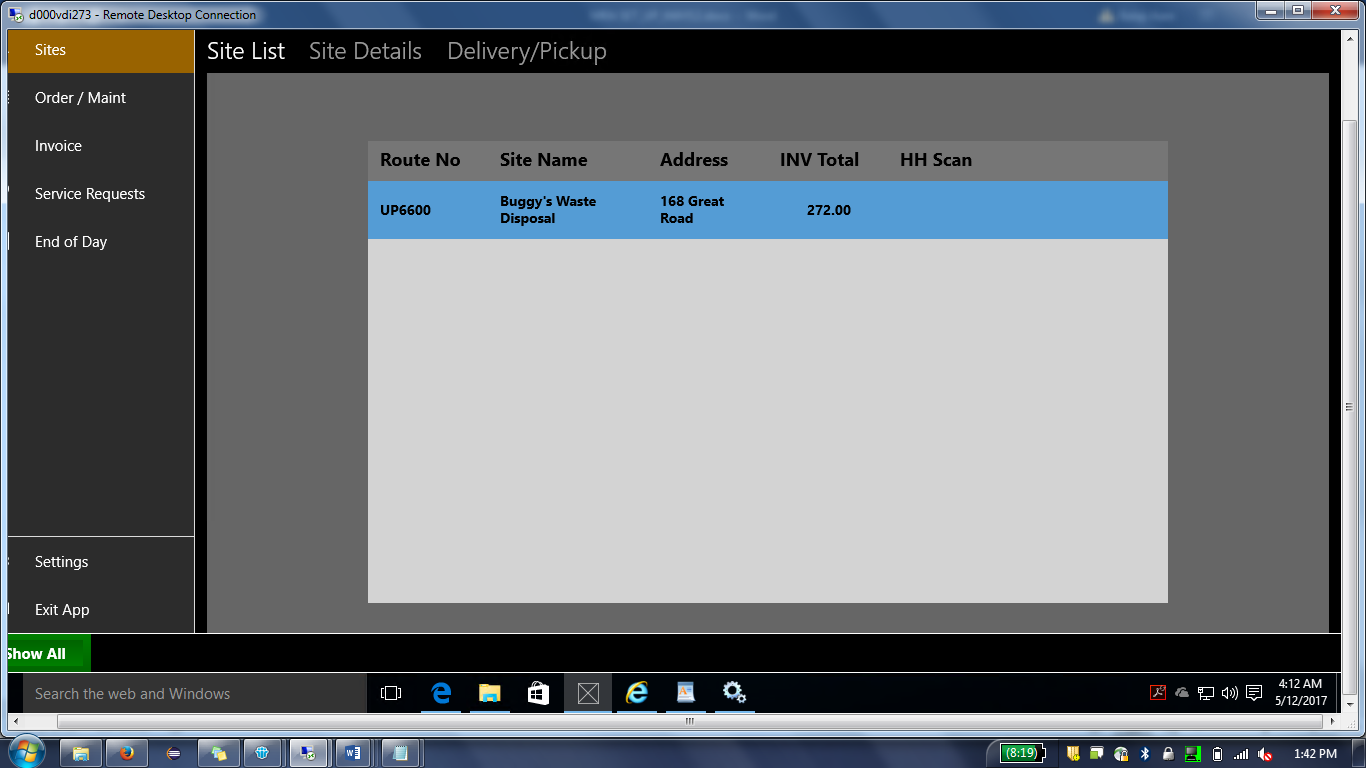 d000vdi273 - Remote Desktop Connection
Sites
Order / Maint
Invoice
Service Requests
End of Day
Settings
Exit App
Show All
Site List Site Details Delivery/Pickup
Route No Site Name Address INV Total HH Scan
UP6600 Buggy's Waste Disposal 168 Great Road 272.00
Search the web and Windows
4:12 AM
5/12/2017
(8:19)
1:42 PM